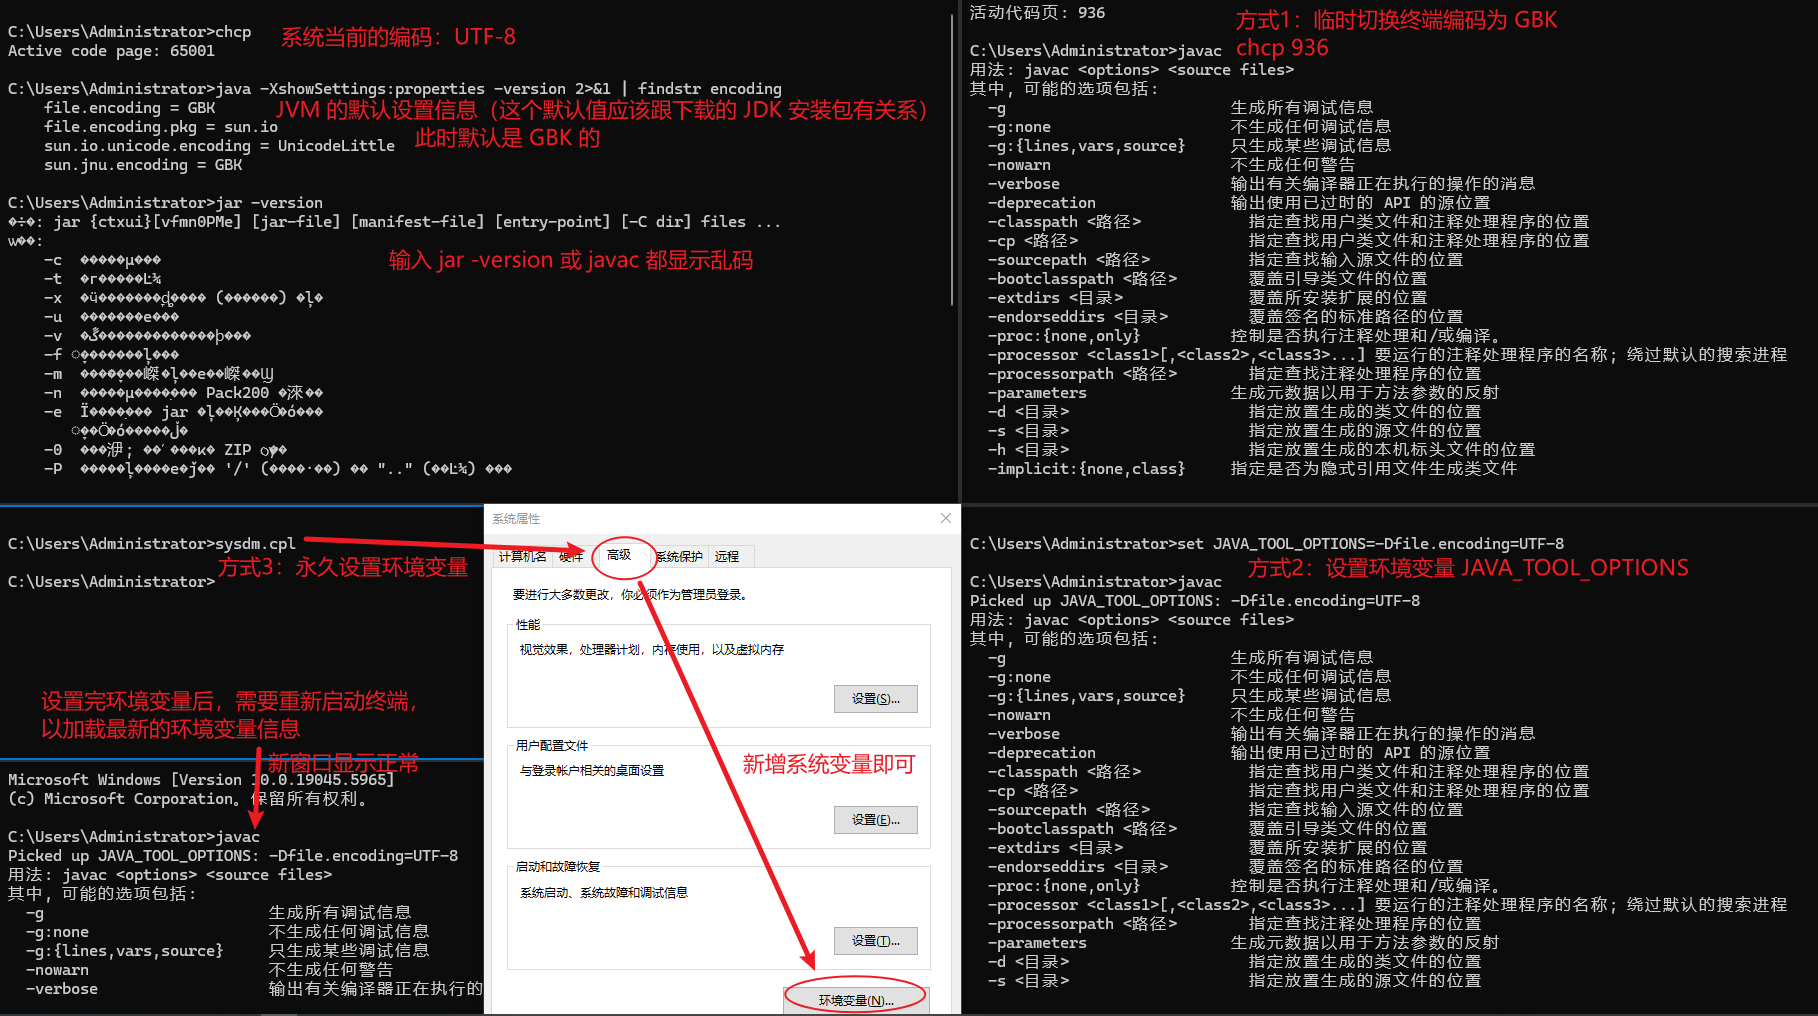 C:\Users\Administrator>chcp
系统当前的编码：UTF-8
Active code page: 65001
C:\Users\Administrator>java -XshowSettings:properties -version 2>&1 | findstr encoding
file.encoding = GBK
JVM 的默认设置信息（这个默认值应该跟下载的 JDK 安装包有关系）
file.encoding.pkg = sun.io
此时默认是 GBK 的
sun.io.unicode.encoding = UnicodeLittle
sun.jnu.encoding = GBK
C:\Users\Administrator>jar -version
jar {ctxui}[vfmn0PMe] [jar-file] [manifest-file] [entry-point] [-C dir] files ...
输入 jar -version 或 javac 都显示乱码
-c
-t
-x
-u
-v
-f
-m
-n Pack200
-e jar
-0 ZIP
-P '/' ".."
活动代码页: 936
方式1：临时切换终端编码为 GBK
chcp 936
C:\Users\Administrator>javac
用法: javac <options> <source files>
其中, 可能的选项包括:
-g 生成所有调试信息
-g:none 不生成任何调试信息
-g:{lines,vars,source} 只生成某些调试信息
-nowarn 不生成任何警告
-verbose 输出有关编译器正在执行的操作的消息
-deprecation 输出使用已过时的 API 的源位置
-classpath <路径> 指定查找用户类文件和注释处理程序的位置
-cp <路径> 指定查找用户类文件和注释处理程序的位置
-sourcepath <路径> 指定查找输入源文件的位置
-bootclasspath <路径> 覆盖引导类文件的位置
-extdirs <目录> 覆盖所安装扩展的位置
-endorseddirs <目录> 覆盖签名的标准路径的位置
-proc:{none,only} 控制是否执行注释处理和/或编译。
-processor <class1>[,<class2>,<class3>...] 要运行的注释处理程序的名称; 绕过默认的搜索进程
-processorpath <路径> 指定查找注释处理程序的位置
-parameters 生成元数据以用于方法参数的反射
-d <目录> 指定放置生成的类文件的位置
-s <目录> 指定放置生成的源文件的位置
-h <目录> 指定放置生成的本机标头文件的位置
-implicit:{none,class} 指定是否为隐式引用文件生成类文件
C:\Users\Administrator>sysdm.cpl
方式3：永久设置环境变量
C:\Users\Administrator>
设置完环境变量后，需要重新启动终端，
以加载最新的环境变量信息
新窗口显示正常
Microsoft Windows [Version 10.0.19045.5965]
(c) Microsoft Corporation。保留所有权利。
C:\Users\Administrator>javac
Picked up JAVA_TOOL_OPTIONS: -Dfile.encoding=UTF-8
用法: javac <options> <source files>
其中, 可能的选项包括:
-g 生成所有调试信息
-g:none 不生成任何调试信息
-g:{lines,vars,source} 只生成某些调试信息
-nowarn 不生成任何警告
-verbose 输出有关编译器正在执行的
系统属性
计算机名 硬件 高级 系统保护 远程
要进行大多数更改，你必须作为管理员登录。
性能
视觉效果，处理器计划，内存使用，以及虚拟内存
设置(S)...
用户配置文件
新增系统变量即可
与登录帐户相关的桌面设置
设置(E)...
启动和故障恢复
系统启动、系统故障和调试信息
设置(T)...
环境变量(N)...
C:\Users\Administrator>set JAVA_TOOL_OPTIONS=-Dfile.encoding=UTF-8
方式2：设置环境变量 JAVA_TOOL_OPTIONS
C:\Users\Administrator>javac
Picked up JAVA_TOOL_OPTIONS: -Dfile.encoding=UTF-8
用法: javac <options> <source files>
其中, 可能的选项包括:
-g 生成所有调试信息
-g:none 不生成任何调试信息
-g:{lines,vars,source} 只生成某些调试信息
-nowarn 不生成任何警告
-verbose 输出有关编译器正在执行的操作的消息
-deprecation 输出使用已过时的 API 的源位置
-classpath <路径> 指定查找用户类文件和注释处理程序的位置
-cp <路径> 指定查找用户类文件和注释处理程序的位置
-sourcepath <路径> 指定查找输入源文件的位置
-bootclasspath <路径> 覆盖引导类文件的位置
-extdirs <目录> 覆盖所安装扩展的位置
-endorseddirs <目录> 覆盖签名的标准路径的位置
-proc:{none,only} 控制是否执行注释处理和/或编译。
-processor <class1>[,<class2>,<class3>...] 要运行的注释处理程序的名称; 绕过默认的搜索进程
-processorpath <路径> 指定查找注释处理程序的位置
-parameters 生成元数据以用于方法参数的反射
-d <目录> 指定放置生成的类文件的位置
-s <目录> 指定放置生成的源文件的位置